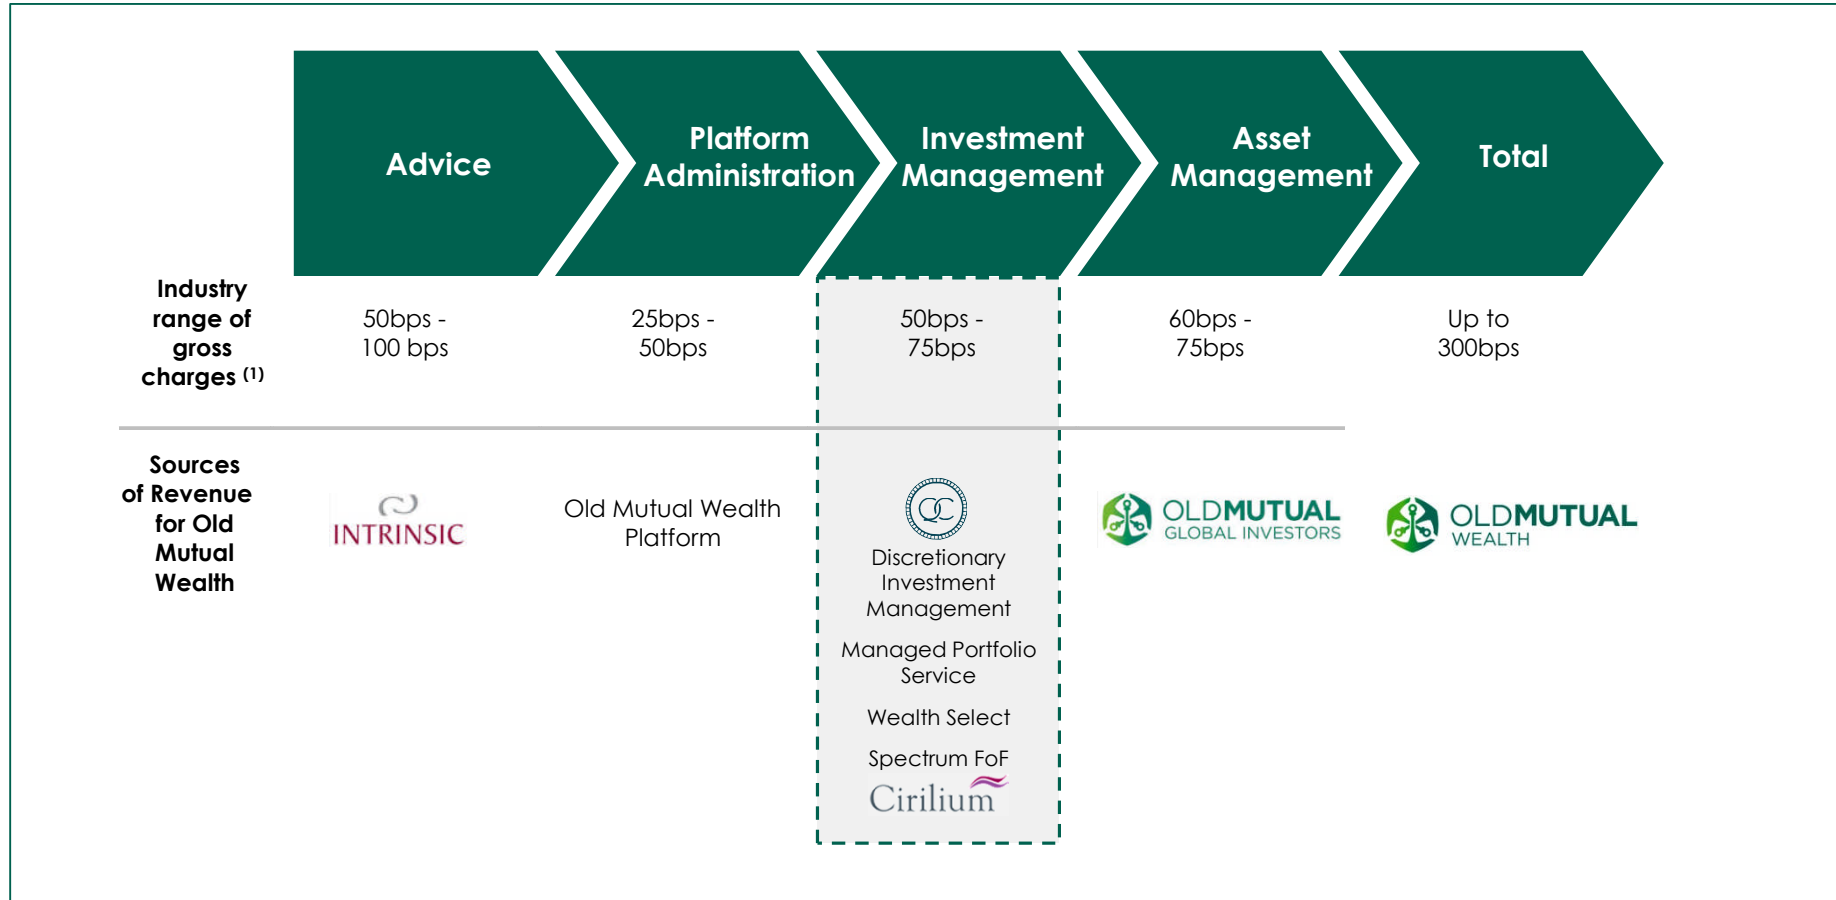 Advice
Platform
Administration
Investment
Management
Asset
Management
Total
Industry
range of
gross
charges (1)
50bps -
100 bps
25bps -
50bps
50bps -
75bps
60bps -
75bps
Up to
300bps
Sources
of Revenue
for Old
Mutual
Wealth
INTRINSIC
Old Mutual Wealth
Platform
QC
Discretionary
Investment
Management
Managed Portfolio
Service
Wealth Select
Spectrum FoF
Cirilium
OLDMUTUAL
GLOBAL INVESTORS
OLDMUTUAL
WEALTH